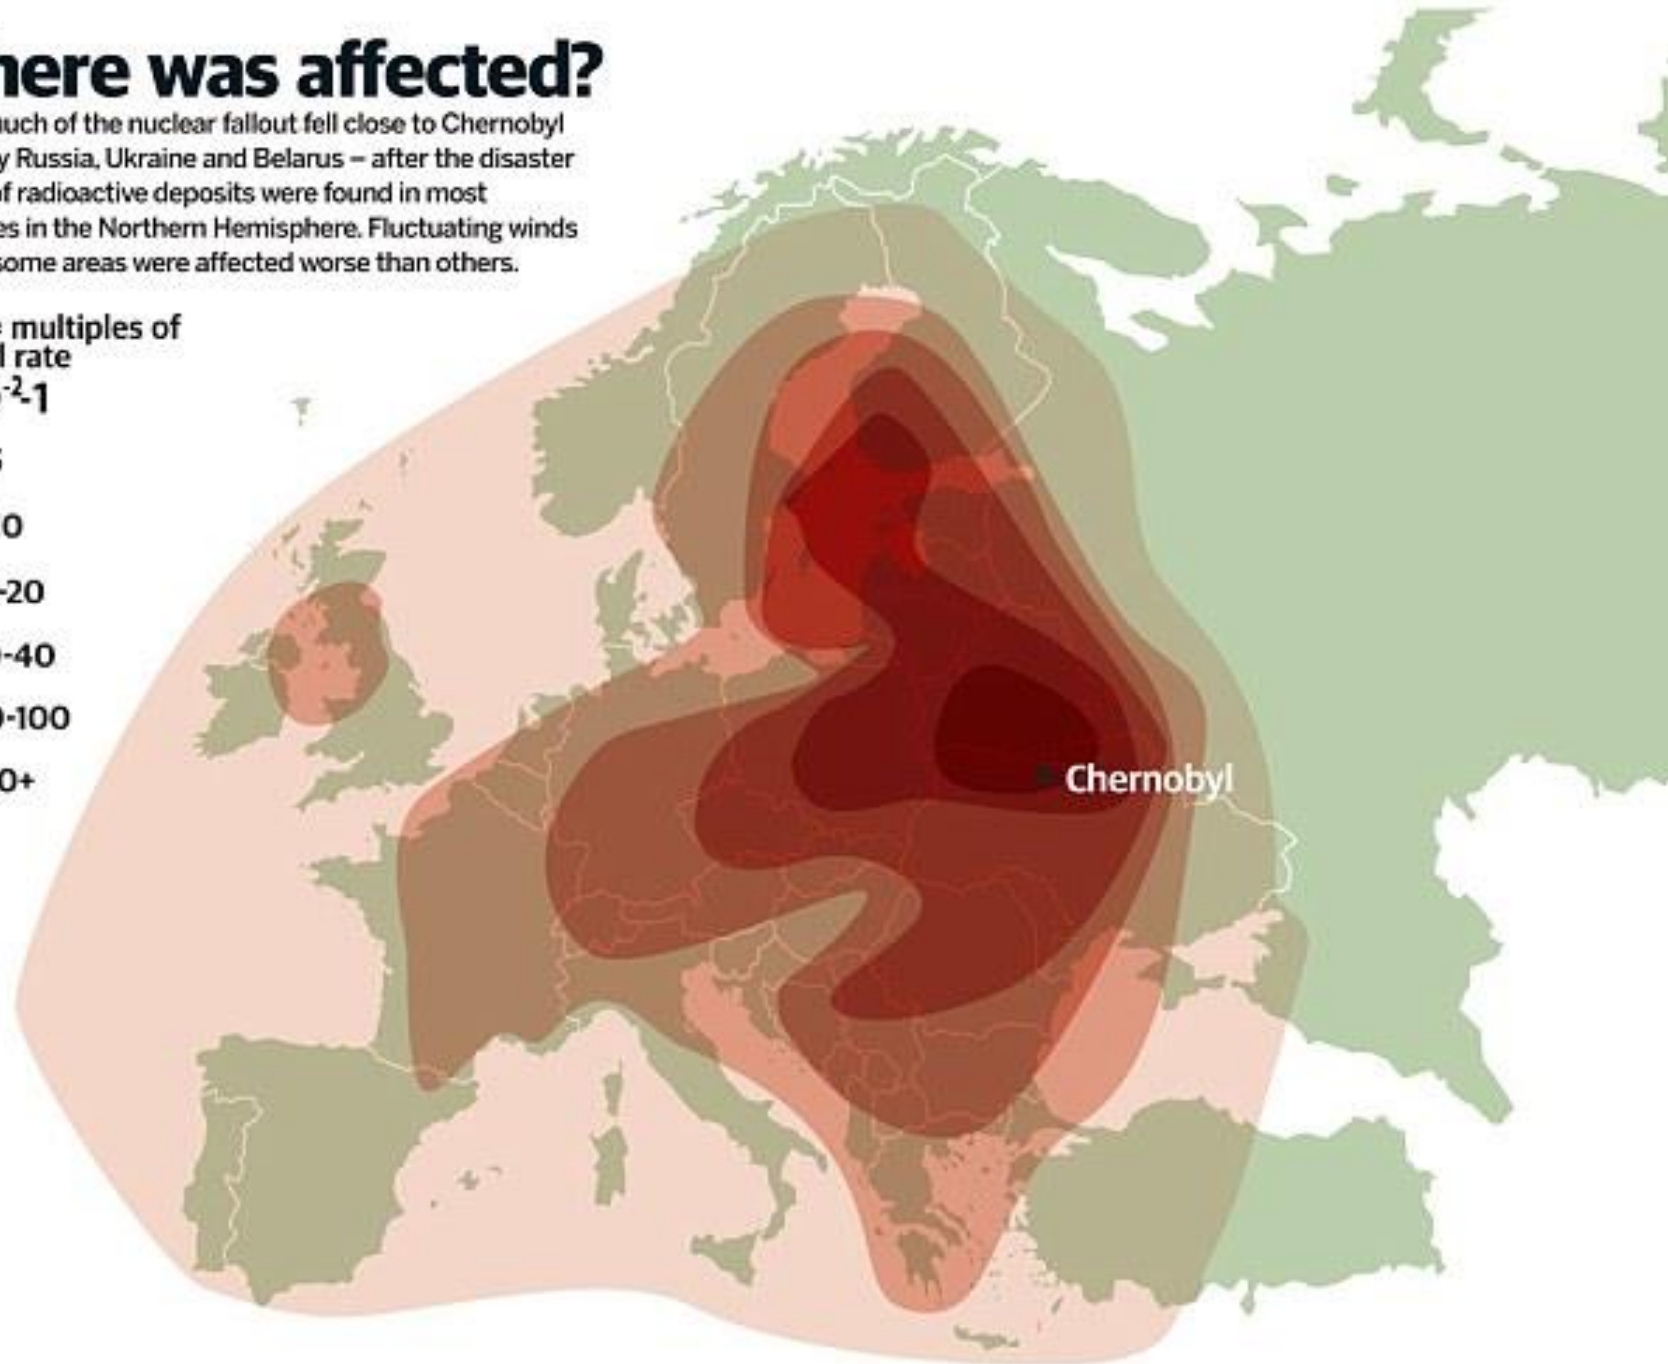 here was affected?
uch of the nuclear fallout fell close to Chernobyl
y Russia, Ukraine and Belarus – after the disaster
of radioactive deposits were found in most
es in the Northern Hemisphere. Fluctuating winds
some areas were affected worse than others.
multiples of
l rate
-2-1
0
-20
-40
0-100
0+
Chernobyl